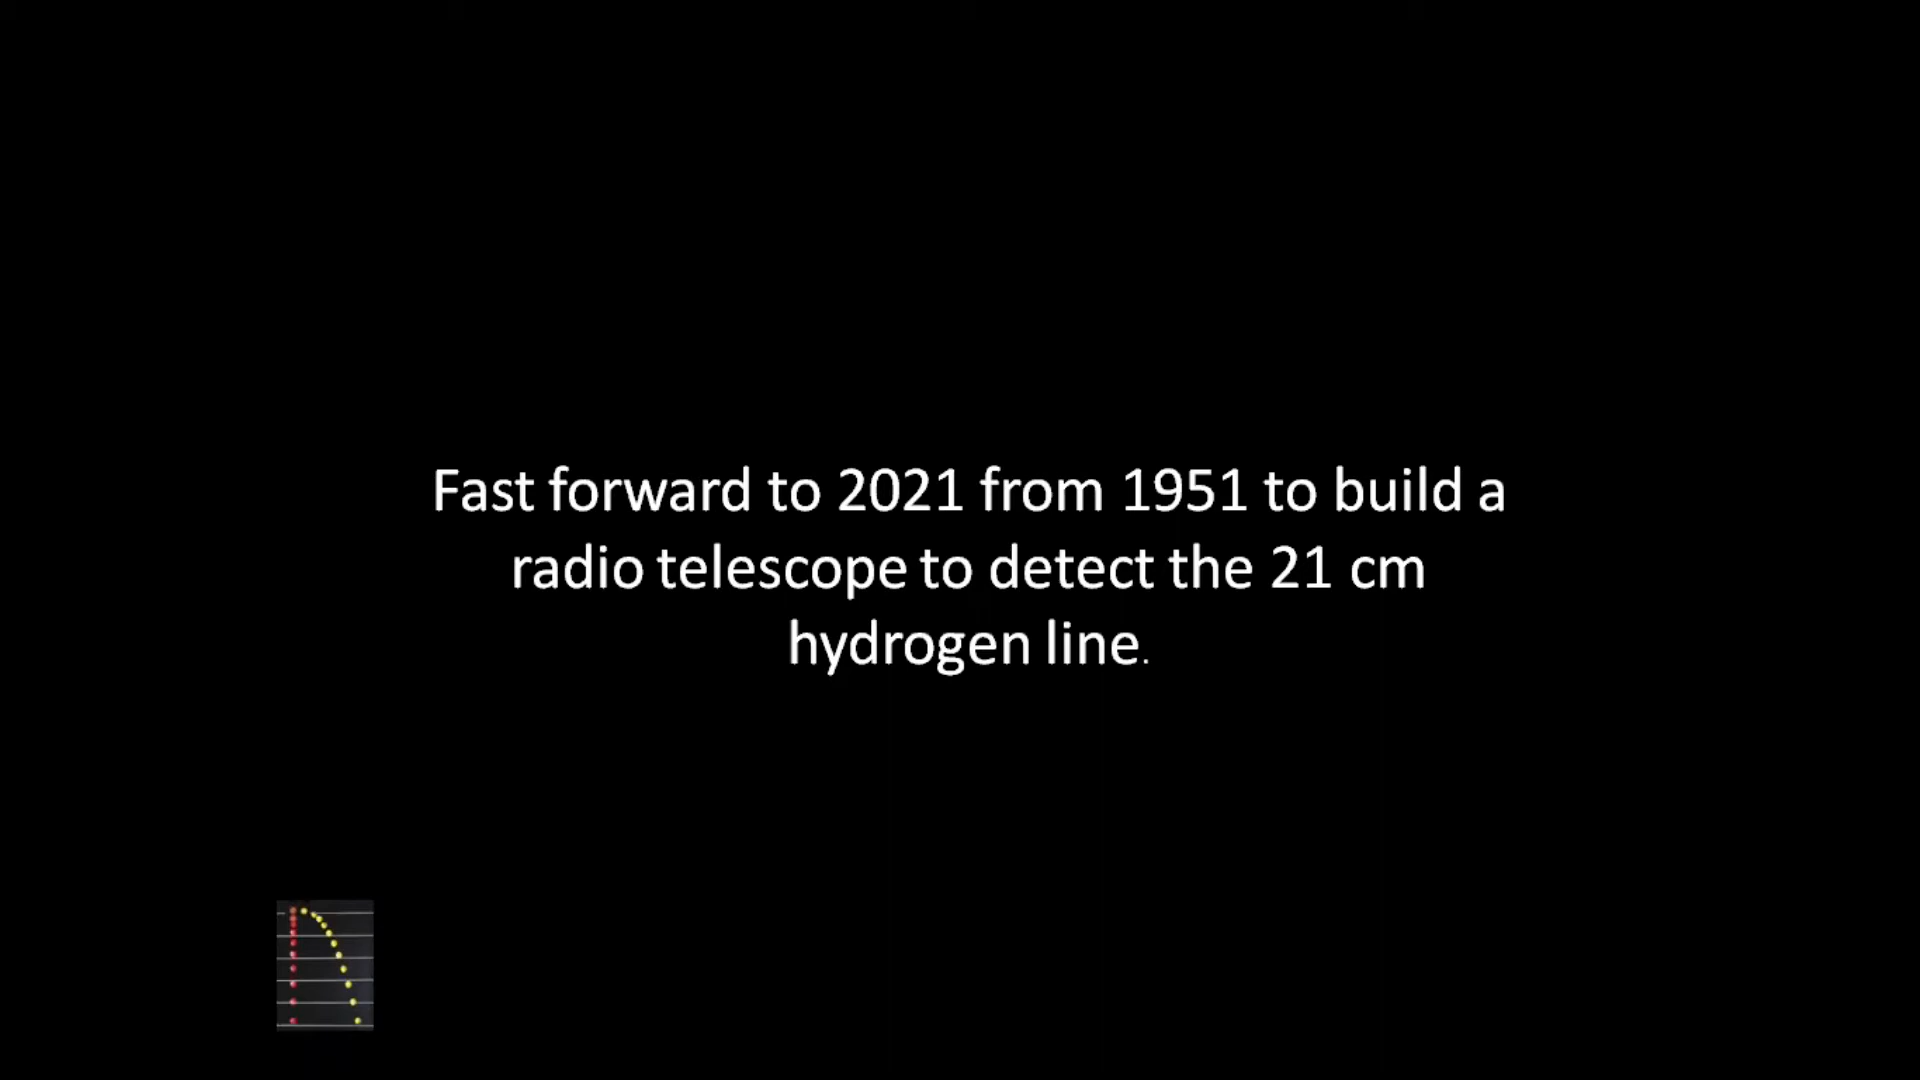 Fast forward to 2021 from 1951 to build a
radio telescope to detect the 21 cm
hydrogen line.